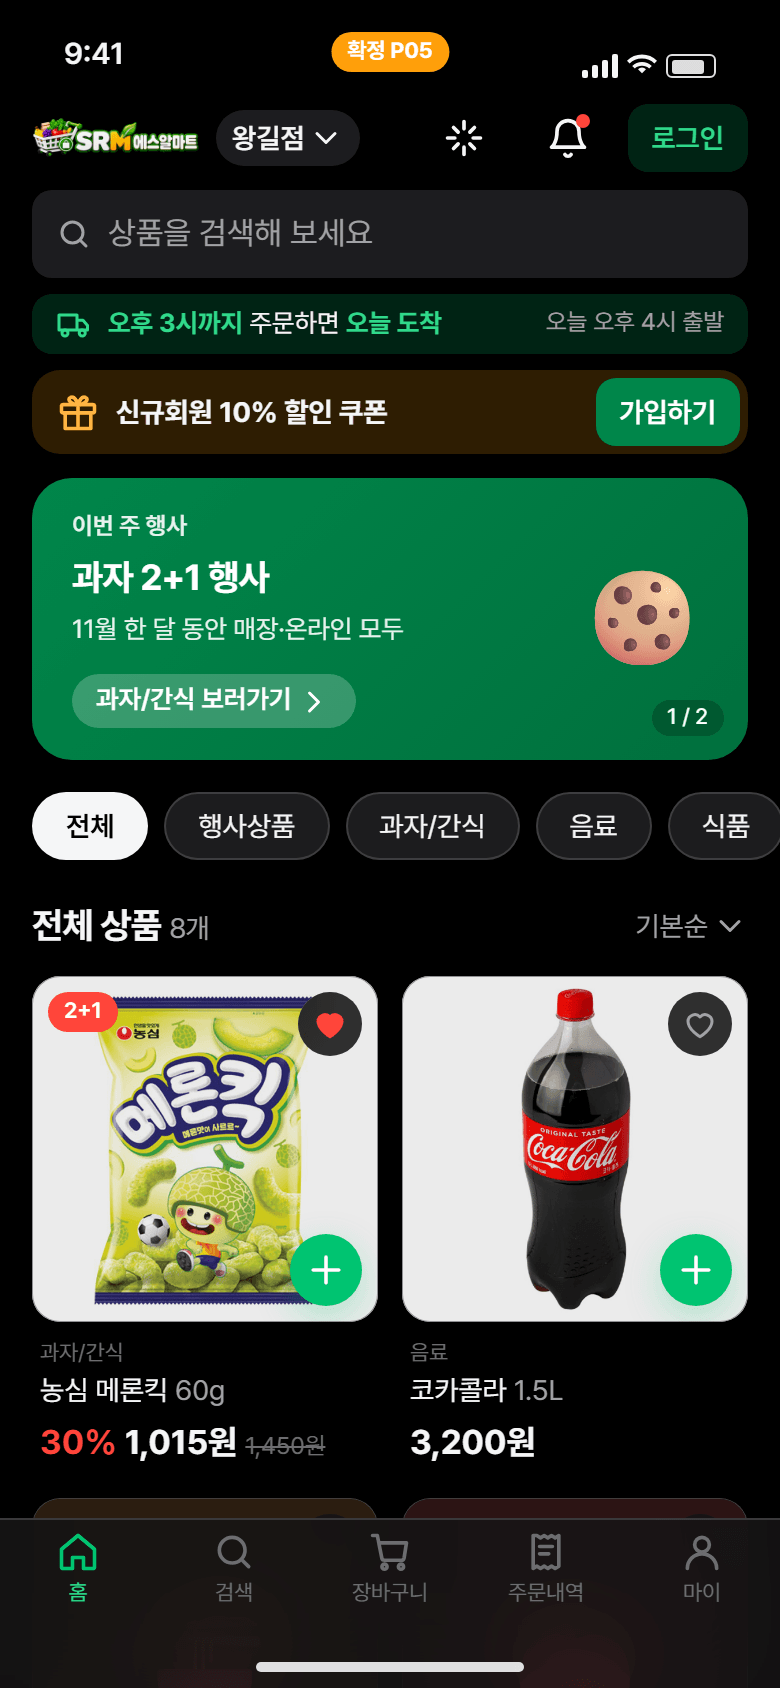 9:41
확정 P05
SRM 에스알마트
왕길점
로그인
상품을 검색해 보세요
오후 3시까지 주문하면 오늘 도착
오늘 오후 4시 출발
신규회원 10% 할인 쿠폰
가입하기
이번 주 행사
과자 2+1 행사
11월 한 달 동안 매장·온라인 모두
과자/간식 보러가기
1 / 2
전체
행사상품
과자/간식
음료
식품
전체 상품 8개
기본순
2+1
농심
메론킥
메론맛이 사르르~
ORIGINAL TASTE
Coca-Cola
과자/간식
농심 메론킥 60g
30% 1,015원 1,450원
음료
코카콜라 1.5L
3,200원
홈
검색
장바구니
주문내역
마이